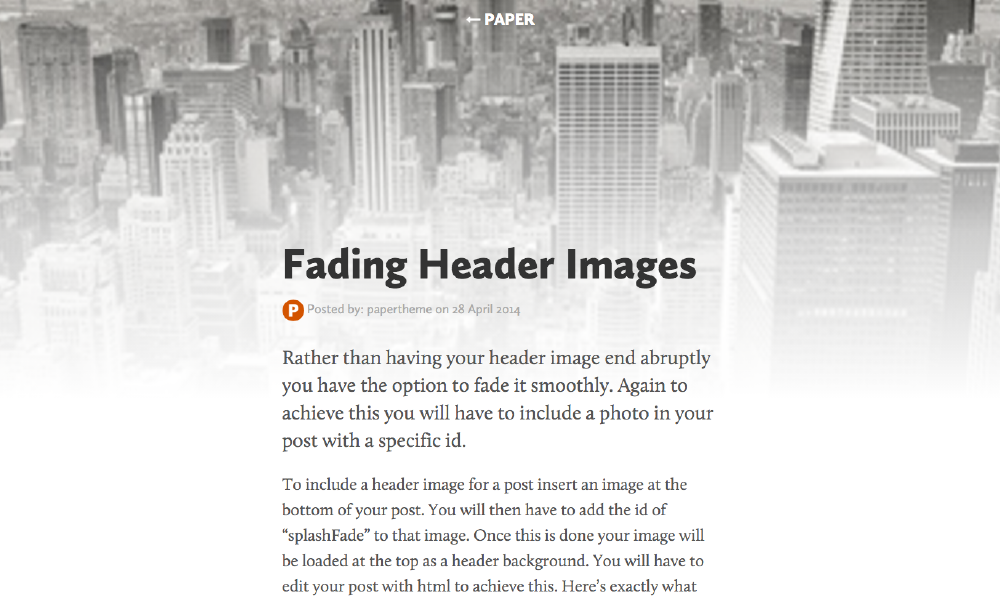 ← PAPER
Fading Header Images
P Posted by: papertheme on 28 April 2014
Rather than having your header image end abruptly
you have the option to fade it smoothly. Again to
achieve this you will have to include a photo in your
post with a specific id.
To include a header image for a post insert an image at the
bottom of your post. You will then have to add the id of
“splashFade” to that image. Once this is done your image will
be loaded at the top as a header background. You will have to
edit your post with html to achieve this. Here’s exactly what